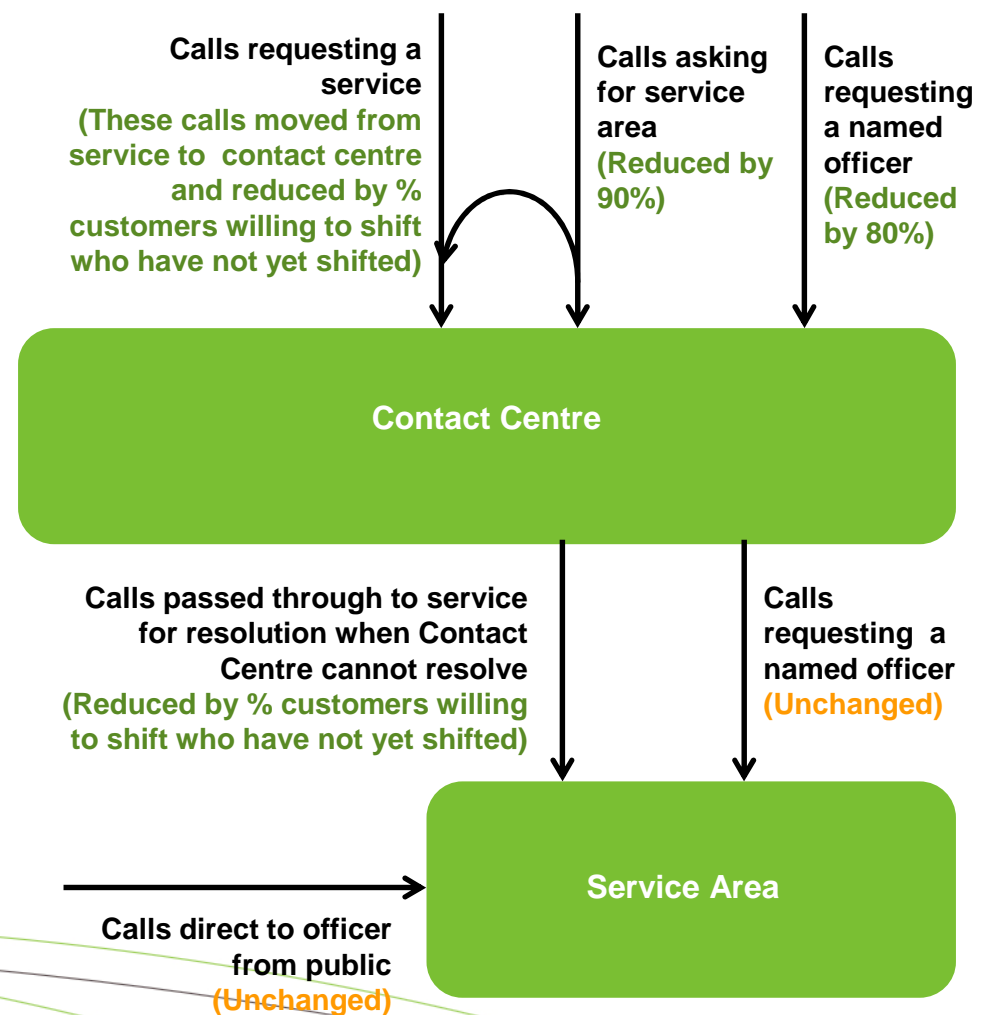 Calls requesting a
service
(These calls moved from
service to contact centre
and reduced by %
customers willing to shift
who have not yet shifted)
Calls asking
for service
area
(Reduced by
90%)
Calls
requesting
a named
officer
(Reduced
by 80%)
Contact Centre
Calls passed through to service
for resolution when Contact
Centre cannot resolve
(Reduced by % customers willing
to shift who have not yet shifted)
Calls
requesting a
named officer
(Unchanged)
Service Area
Calls direct to officer
from public
(Unchanged)